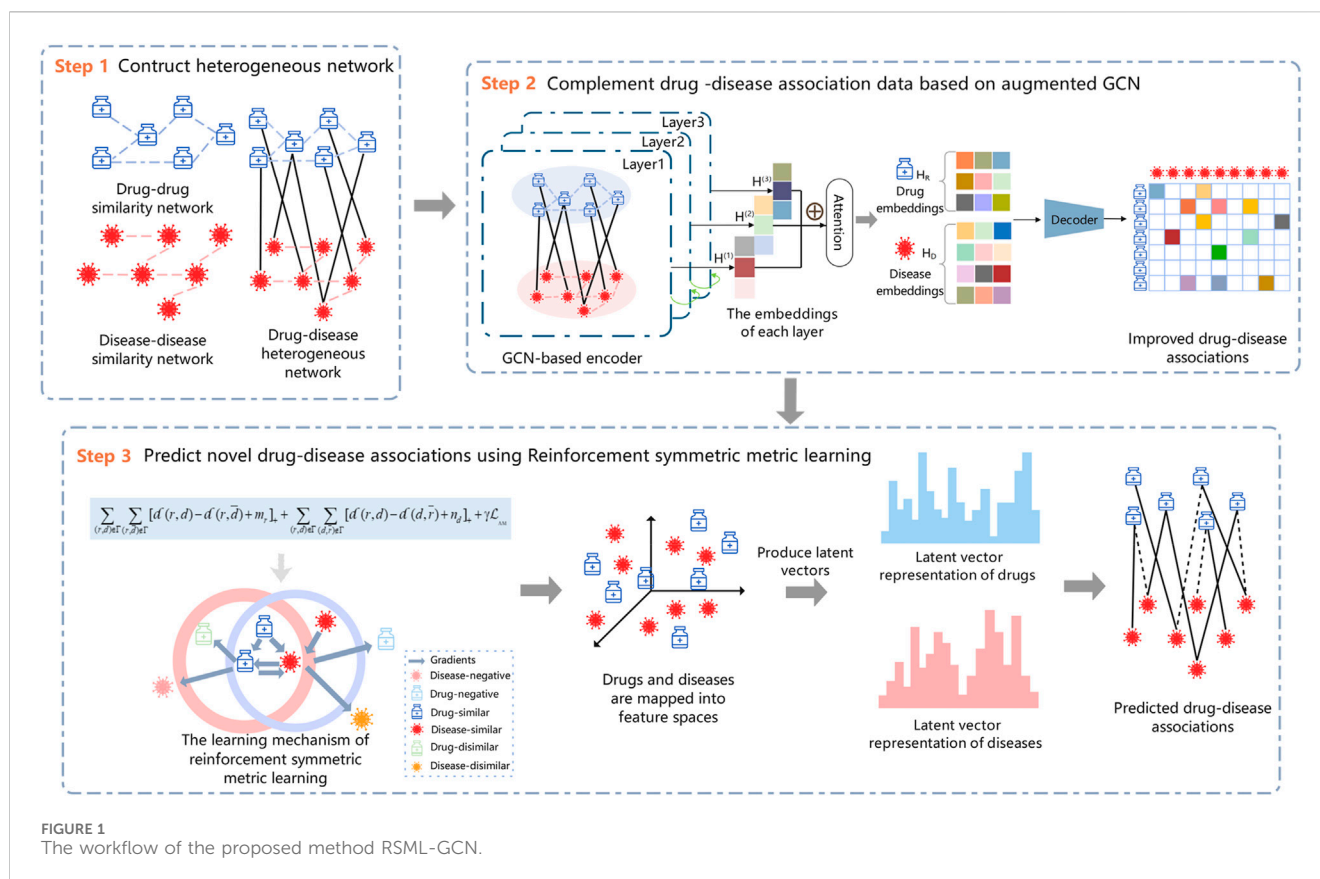 Step 1 Contruct heterogeneous network
Drug-drug
similarity network
Disease-disease
similarity network
Drug-disease
heterogeneous
network
Step 2 Complement drug -disease association data based on augmented GCN
Layer3
Layer2
Layer1
GCN-based encoder
H(3)
H(2)
H(1)
Attention
The embeddings
of each layer
HR
Drug
embeddings
HD
Disease
embeddings
Decoder
Improved drug-disease
associations
Step 3 Predict novel drug-disease associations using Reinforcement symmetric metric learning
∑(r,d)∈Γ ∑(r,d̄)∉Γ [d(r,d)−d(r,d̄)+m_r]₊ + ∑(r,d)∈Γ ∑(d,r̄)∉Γ [d(r,d)−d(d,r̄)+n_d]₊ + γℒ
The learning mechanism of
reinforcement symmetric
metric learning
Gradients
Disease-negative
Drug-negative
Drug-similar
Disease-similar
Drug-disimilar
Disease-disimilar
Drugs and diseases
are mapped into
feature spaces
Produce latent
vectors
Latent vector
representation of drugs
Latent vector
representation of diseases
Predicted drug-disease
associations
FIGURE 1
The workflow of the proposed method RSML-GCN.